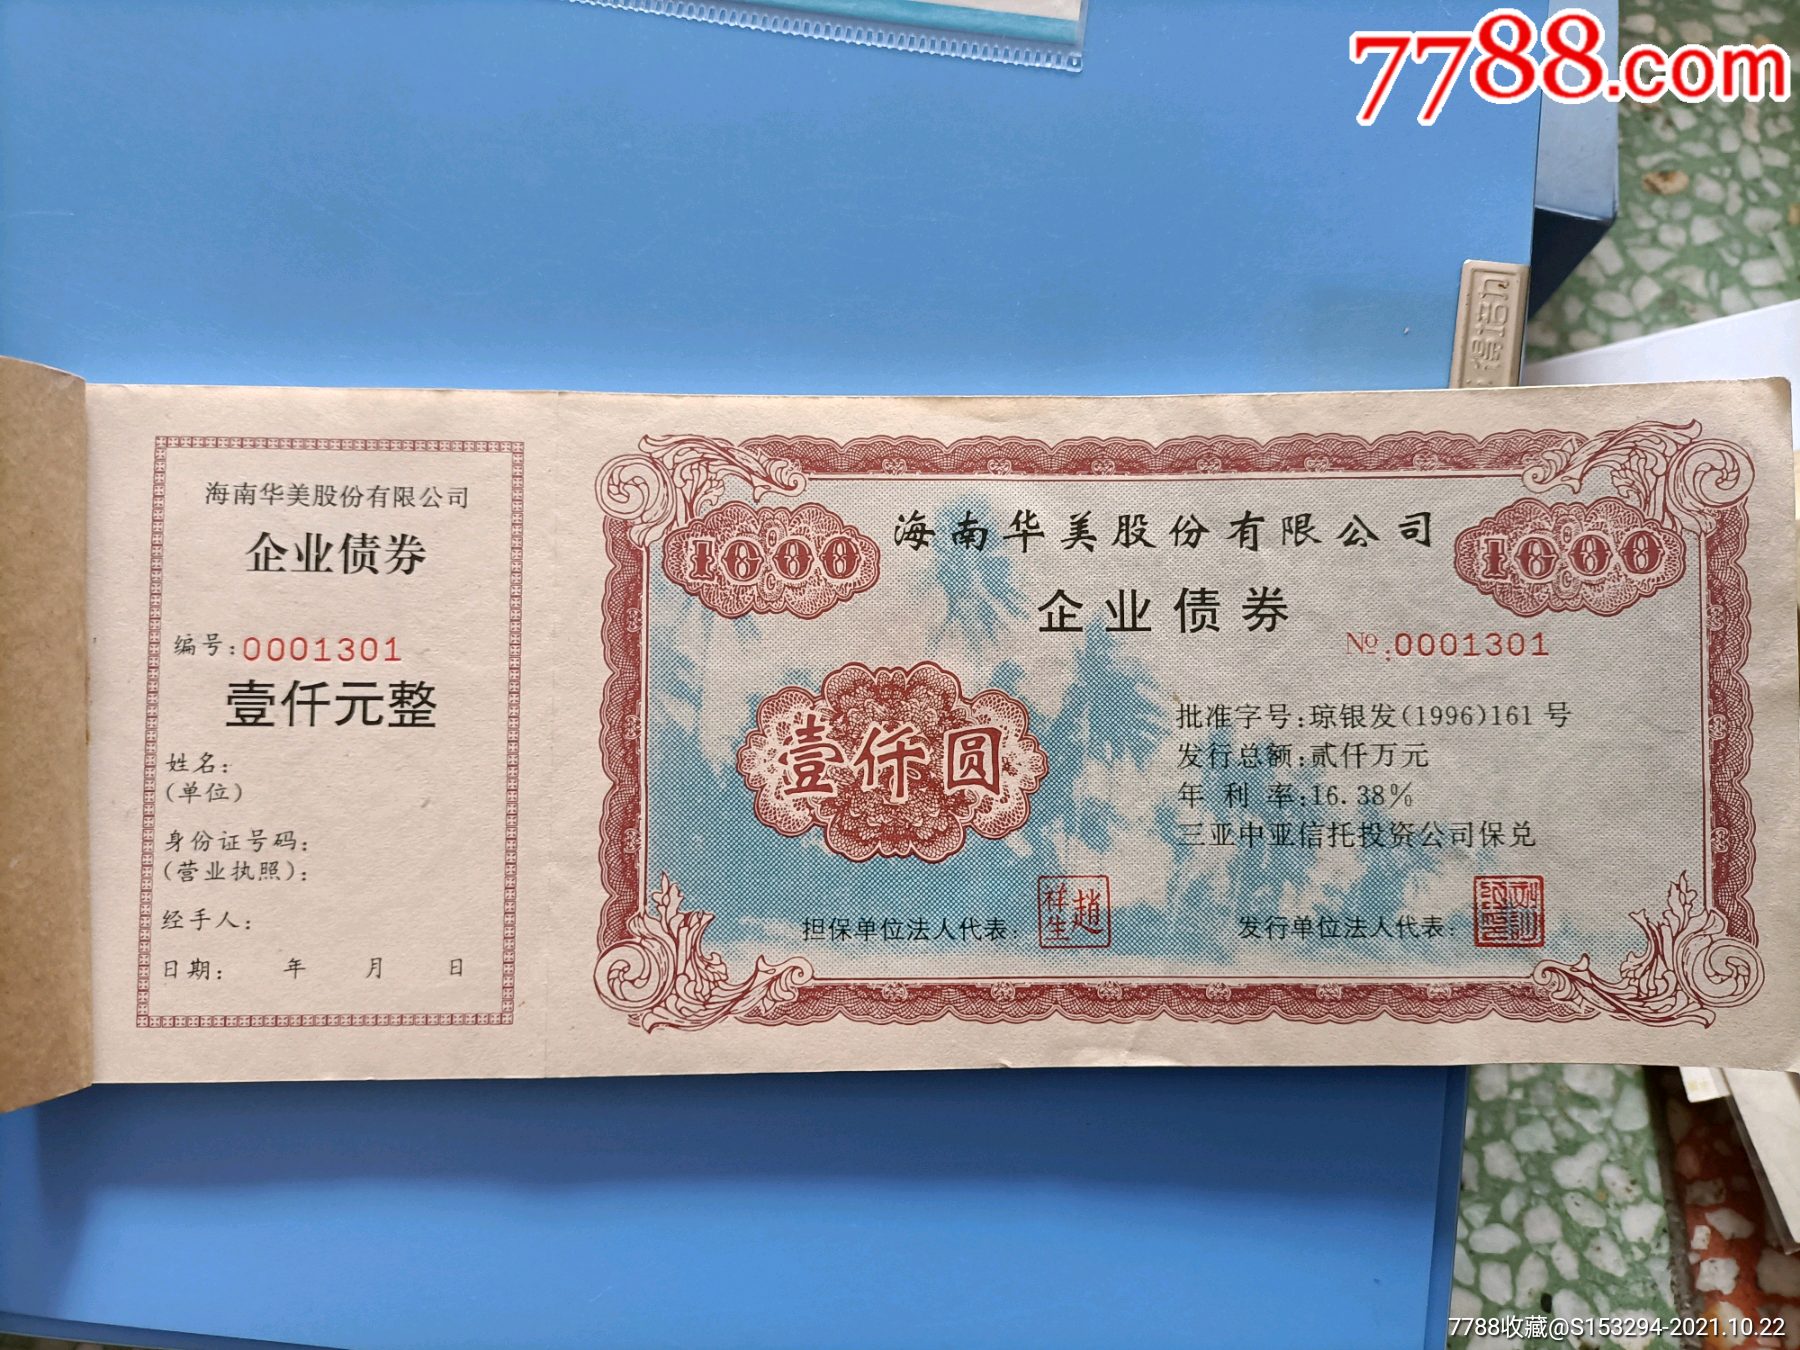 7788.com
海南华美股份有限公司
企业债券
编号:0001301
壹仟元整
姓名:
(单位)
身份证号码:
(营业执照):
经手人:
日期: 年 月 日
1000
海南华美股份有限公司
1000
企业债券
№:0001301
壹仟圆
批准字号:琼银发(1996)161号
发行总额:贰仟万元
年利率:16.38%
三亚中亚信托投资公司保兑
担保单位法人代表:
赵祥生
发行单位法人代表:
7788收藏@S153294-2021.10.22